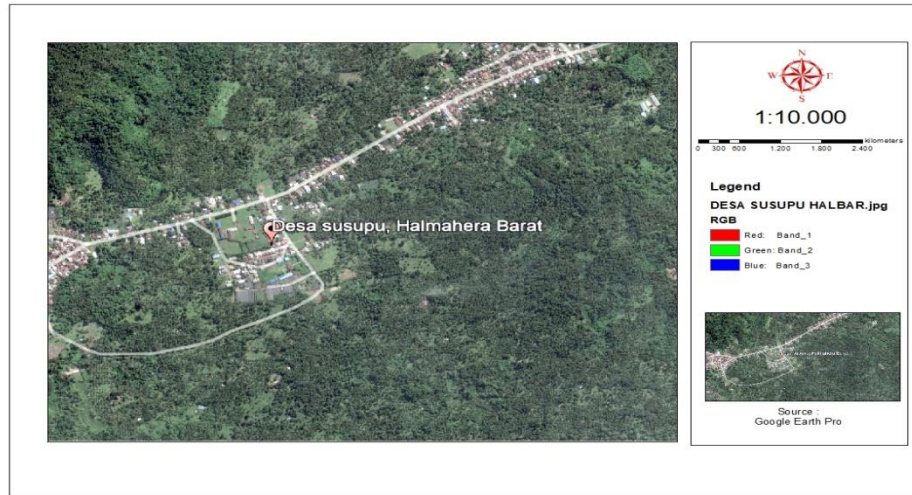 Desa susupu, Halmahera Barat
N
W E
S
1:10.000
kilometers
0 300 600 1.200 1.800 2.400
Legend
DESA SUSUPU HALBAR.jpg
RGB
Red: Band_1
Green: Band_2
Blue: Band_3
Source :
Google Earth Pro